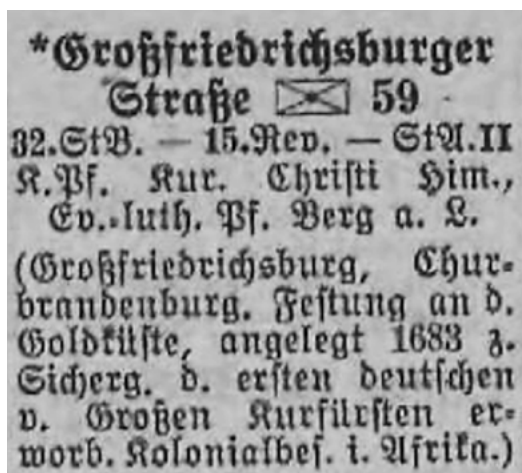 *Großfriedrichsburger
Straße ✉ 59
32.StB. — 15.Rev. — StA.II
K.Pf. Kur. Christi Him.,
Ev.-luth. Pf. Berg a. L.
(Großfriedrichsburg, Chur-
brandenburg. Festung an d.
Goldküste, angelegt 1683 z.
Sicherg. d. ersten deutschen
v. Großen Kurfürsten er-
worb. Kolonialbes. i. Afrika.)